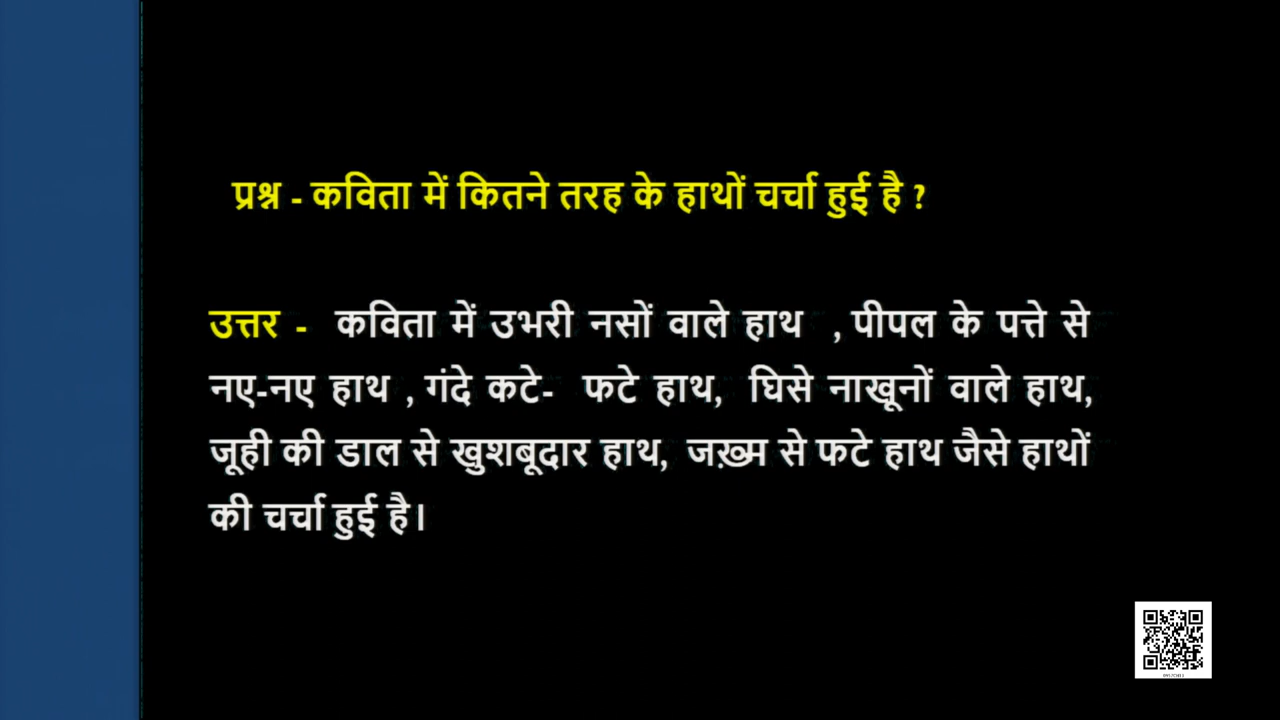 प्रश्न - कविता में कितने तरह के हाथों चर्चा हुई है ?
उत्तर - कविता में उभरी नसों वाले हाथ , पीपल के पत्ते से
नए-नए हाथ , गंदे कटे- फटे हाथ, घिसे नाखूनों वाले हाथ,
जूही की डाल से खुशबूदार हाथ, जख़्म से फटे हाथ जैसे हाथों
की चर्चा हुई है।